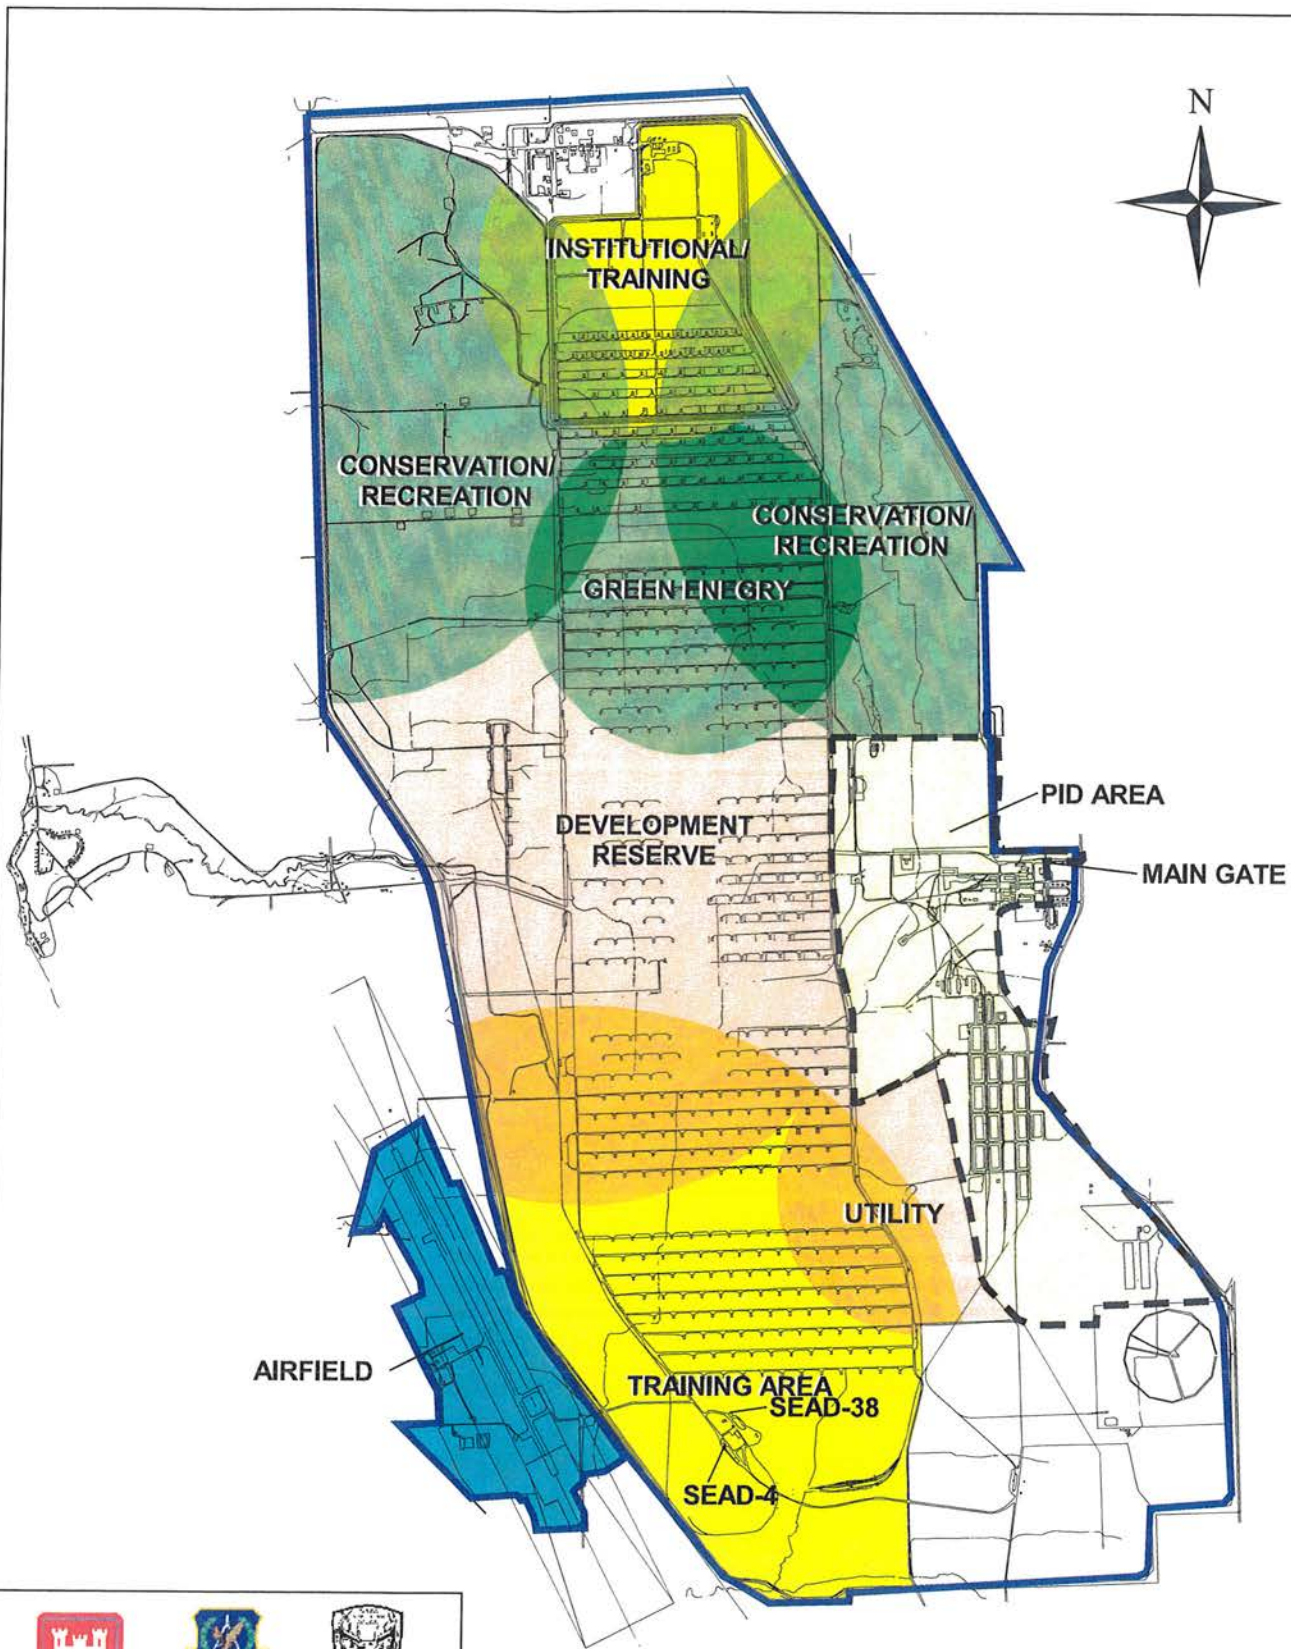 N
INSTITUTIONAL/
TRAINING
CONSERVATION/
RECREATION
CONSERVATION/
RECREATION
GREEN ENEGRY
PID AREA
DEVELOPMENT
RESERVE
MAIN GATE
UTILITY
AIRFIELD
TRAINING AREA
SEAD-38
SEAD-4